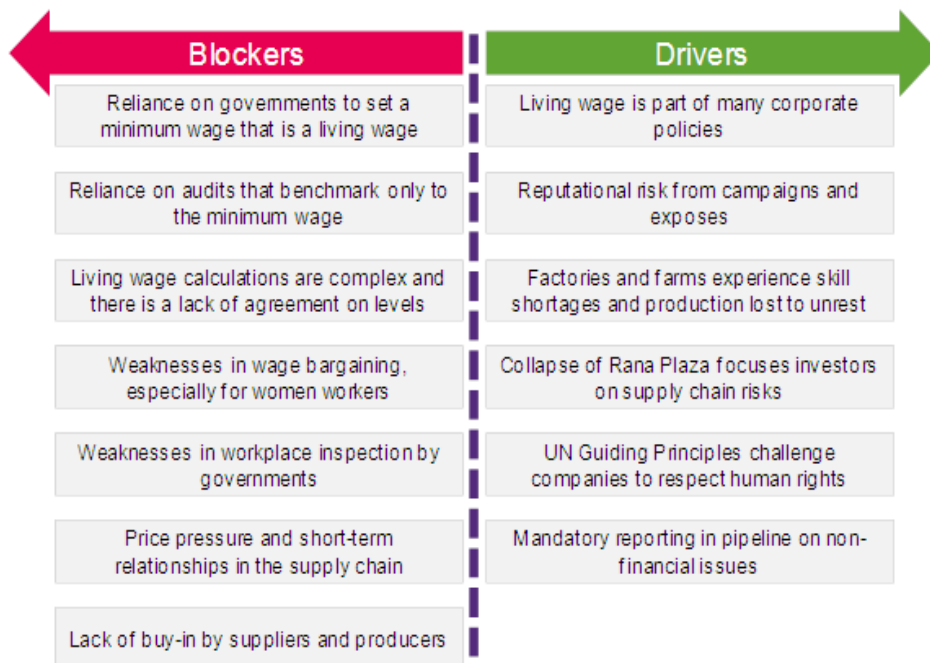 Blockers
Reliance on governments to set a
minimum wage that is a living wage
Reliance on audits that benchmark only to
the minimum wage
Living wage calculations are complex and
there is a lack of agreement on levels
Weaknesses in wage bargaining,
especially for women workers
Weaknesses in workplace inspection by
governments
Price pressure and short-term
relationships in the supply chain
Lack of buy-in by suppliers and producers
Drivers
Living wage is part of many corporate
policies
Reputational risk from campaigns and
exposes
Factories and farms experience skill
shortages and production lost to unrest
Collapse of Rana Plaza focuses investors
on supply chain risks
UN Guiding Principles challenge
companies to respect human rights
Mandatory reporting in pipeline on non-
financial issues